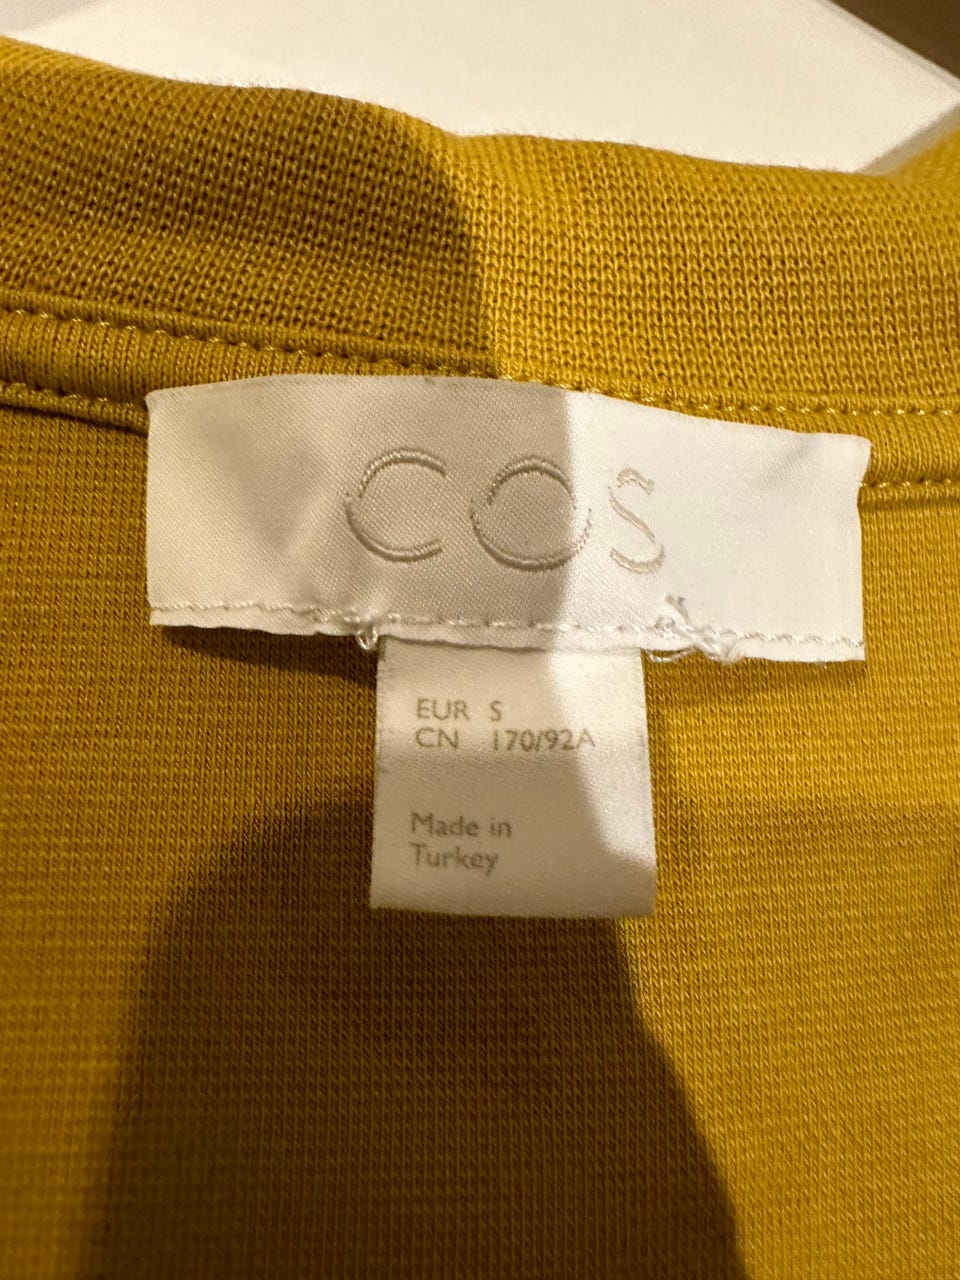 COS
EUR S
CN 170/92A
Made in
Turkey